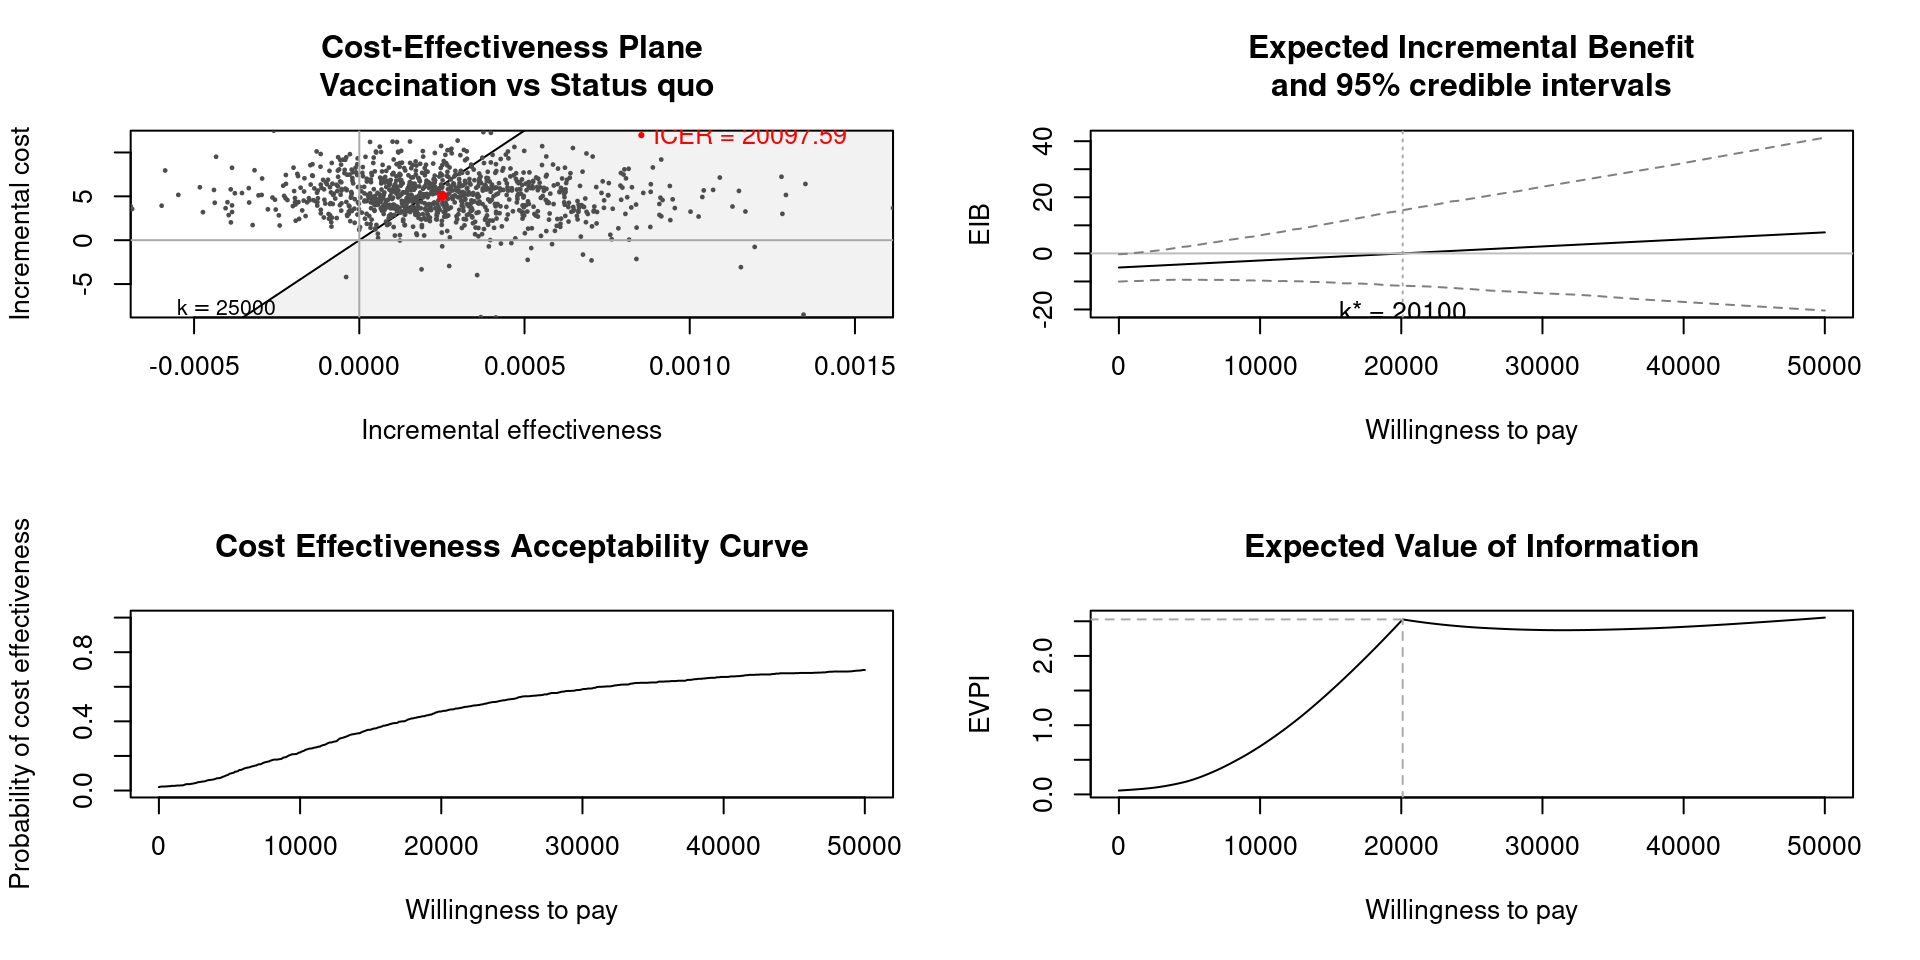 Cost-Effectiveness Plane
Vaccination vs Status quo
Incremental cost
5
0
-5
ICER = 20097.59
k = 25000
-0.0005 0.0000 0.0005 0.0010 0.0015
Incremental effectiveness
Expected Incremental Benefit
and 95% credible intervals
EIB
40
20
0
-20
k* = 20100
0 10000 20000 30000 40000 50000
Willingness to pay
Cost Effectiveness Acceptability Curve
Probability of cost effectiveness
0.8
0.4
0.0
0 10000 20000 30000 40000 50000
Willingness to pay
Expected Value of Information
EVPI
2.0
1.0
0.0
0 10000 20000 30000 40000 50000
Willingness to pay